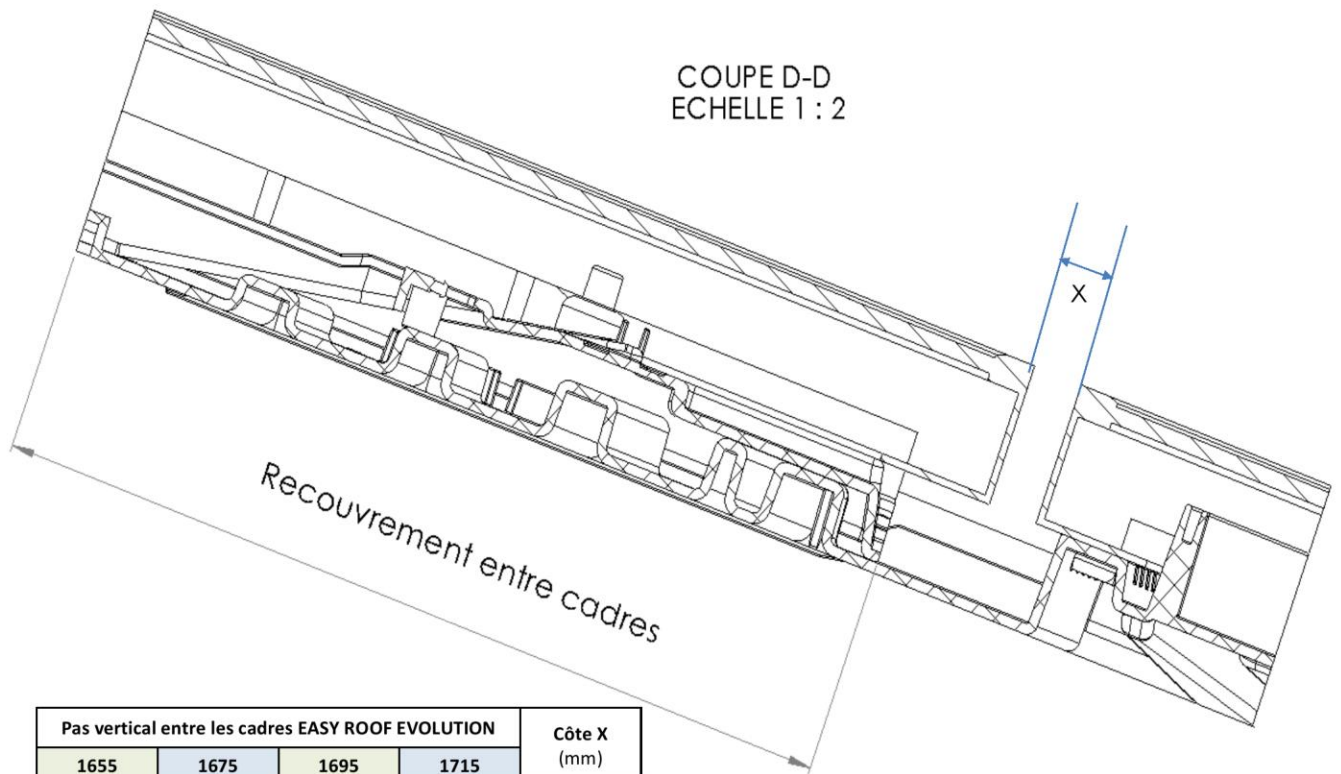 COUPE D-D
ECHELLE 1 : 2
X
Recouvrement entre cadres
Pas vertical entre les cadres EASY ROOF EVOLUTION
Côte X
(mm)
1655 1675 1695 1715